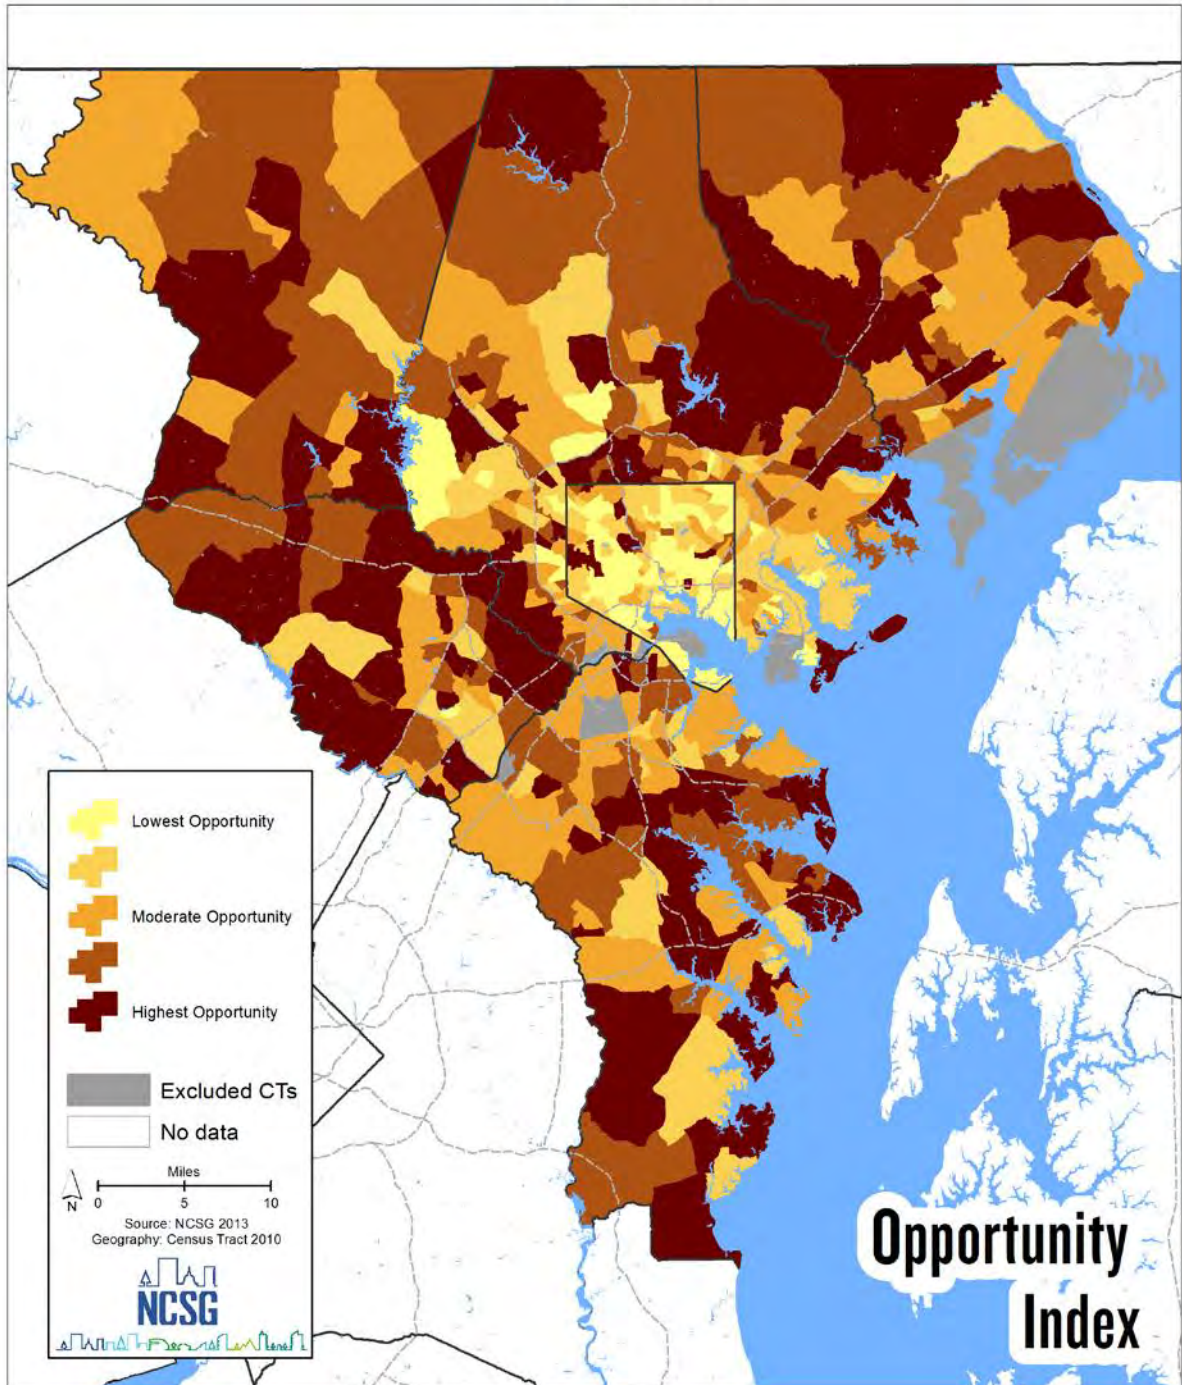 Lowest Opportunity
Moderate Opportunity
Highest Opportunity
Excluded CTs
No data
Miles
N
0 5 10
Source: NCSG 2013
Geography: Census Tract 2010
NCSG
Opportunity
Index